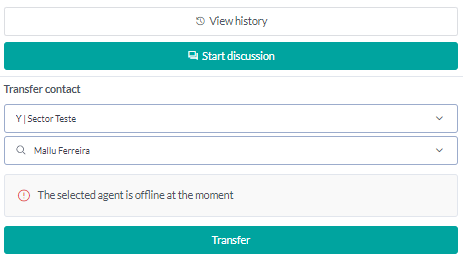 View history
Start discussion
Transfer contact
Y | Sector Teste
Mallu Ferreira
The selected agent is offline at the moment
Transfer